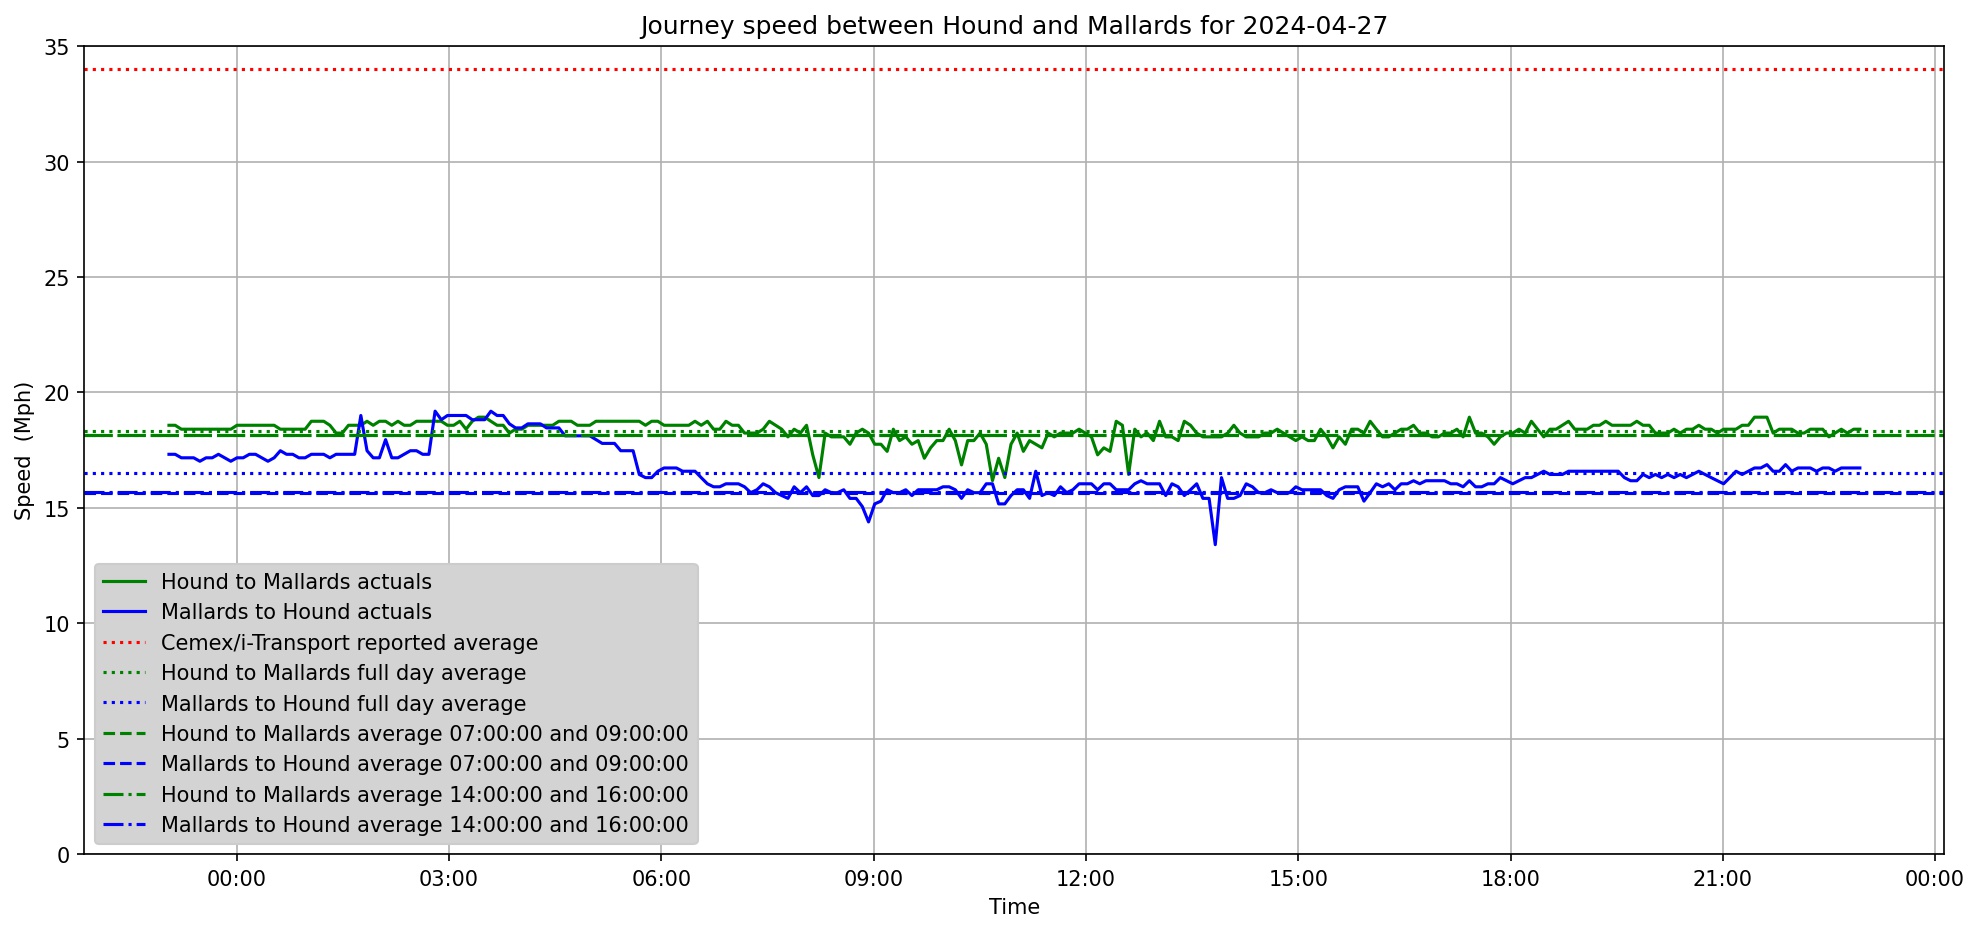 Journey speed between Hound and Mallards for 2024-04-27
35
30
25
20
15
10
5
0
Speed (Mph)
Hound to Mallards actuals
Mallards to Hound actuals
Cemex/i-Transport reported average
Hound to Mallards full day average
Mallards to Hound full day average
Hound to Mallards average 07:00:00 and 09:00:00
Mallards to Hound average 07:00:00 and 09:00:00
Hound to Mallards average 14:00:00 and 16:00:00
Mallards to Hound average 14:00:00 and 16:00:00
00:00 03:00 06:00 09:00 12:00 15:00 18:00 21:00 00:00
Time